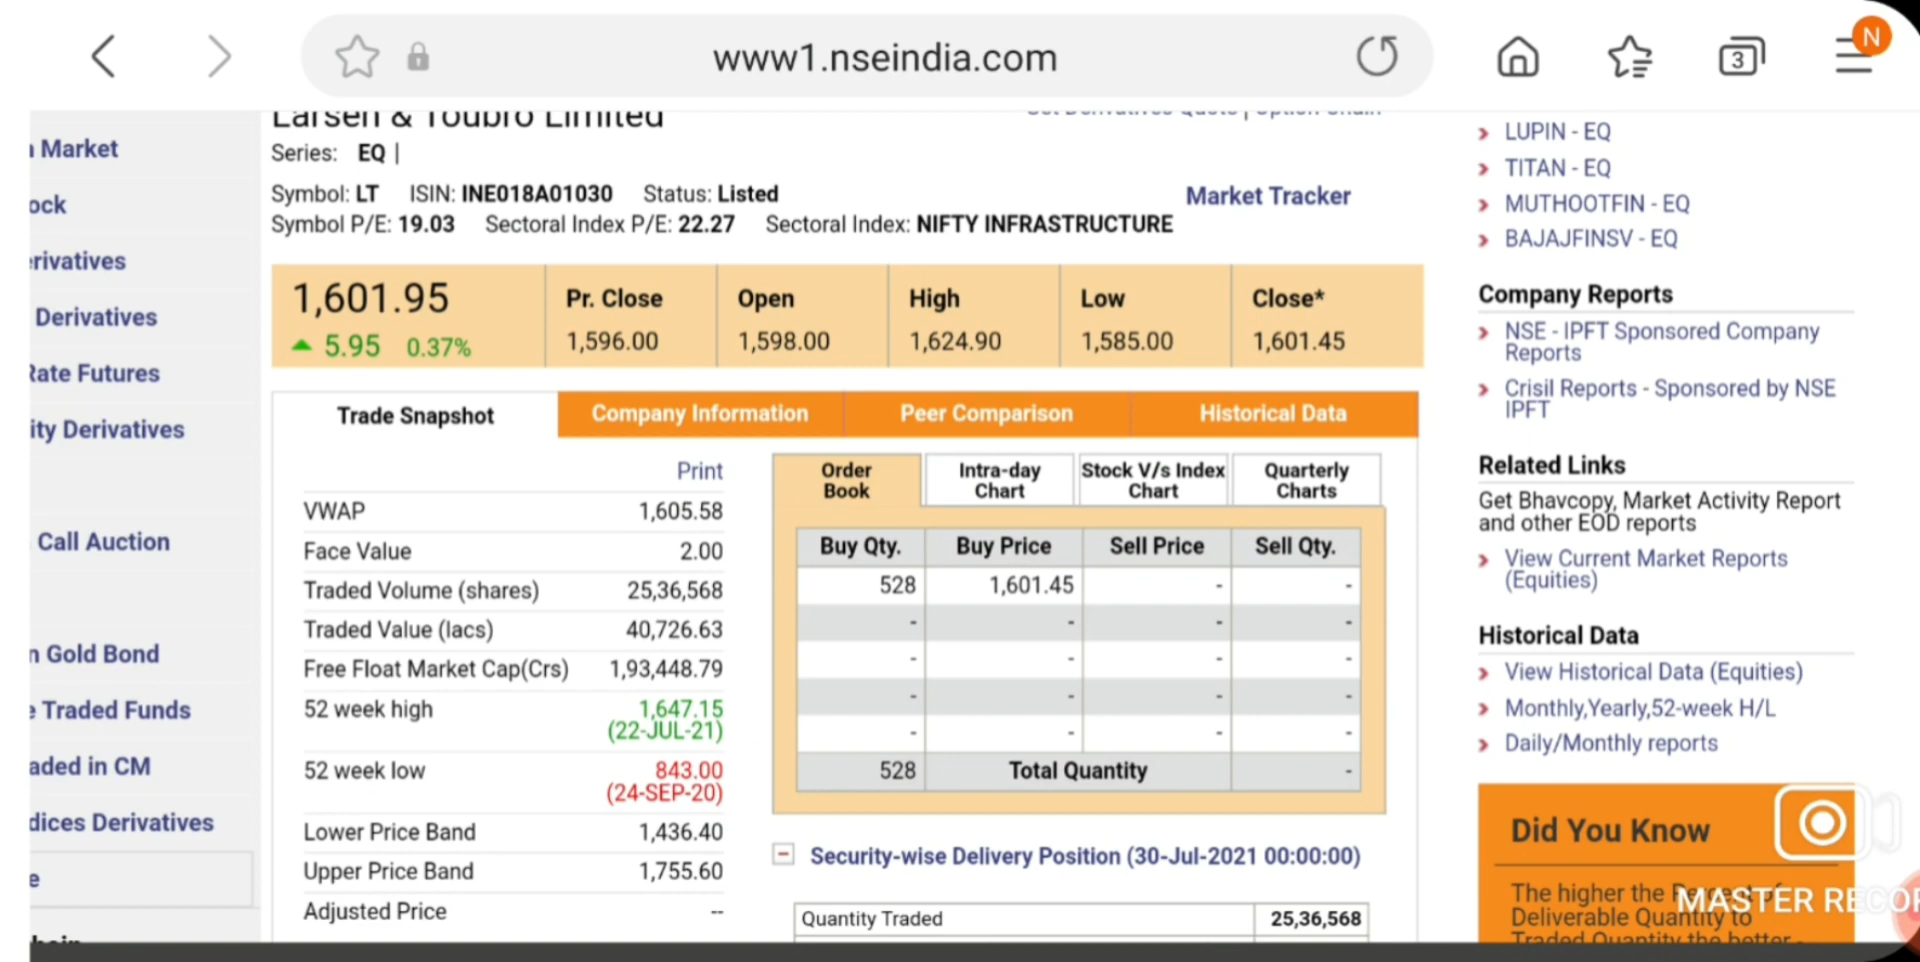 www1.nseindia.com
3
N
Larsen & Toubro Limited
Series: EQ |
Symbol: LT ISIN: INE018A01030 Status: Listed
Market Tracker
Symbol P/E: 19.03 Sectoral Index P/E: 22.27 Sectoral Index: NIFTY INFRASTRUCTURE
1,601.95
5.95 0.37%
Pr. Close
1,596.00
Open
1,598.00
High
1,624.90
Low
1,585.00
Close*
1,601.45
Trade Snapshot
Company Information
Peer Comparison
Historical Data
Print
VWAP 1,605.58
Face Value 2.00
Traded Volume (shares) 25,36,568
Traded Value (lacs) 40,726.63
Free Float Market Cap(Crs) 1,93,448.79
52 week high 1,647.15
(22-JUL-21)
52 week low 843.00
(24-SEP-20)
Lower Price Band 1,436.40
Upper Price Band 1,755.60
Adjusted Price --
Order
Book
Intra-day
Chart
Stock V/s Index
Chart
Quarterly
Charts
Buy Qty. Buy Price Sell Price Sell Qty.
528 1,601.45 - -
- - - -
- - - -
- - - -
- - - -
528 Total Quantity -
Security-wise Delivery Position (30-Jul-2021 00:00:00)
Quantity Traded 25,36,568
Market
ock
Derivatives
Rate Futures
ity Derivatives
Call Auction
n Gold Bond
e Traded Funds
aded in CM
dices Derivatives
e
LUPIN - EQ
TITAN - EQ
MUTHOOTFIN - EQ
BAJAJFINSV - EQ
Company Reports
NSE - IPFT Sponsored Company
Reports
Crisil Reports - Sponsored by NSE
IPFT
Related Links
Get Bhavcopy, Market Activity Report
and other EOD reports
View Current Market Reports
(Equities)
Historical Data
View Historical Data (Equities)
Monthly,Yearly,52-week H/L
Daily/Monthly reports
Did You Know
The higher the Percent of
Deliverable Quantity to
Traded Quantity the better -
MASTER RECOR